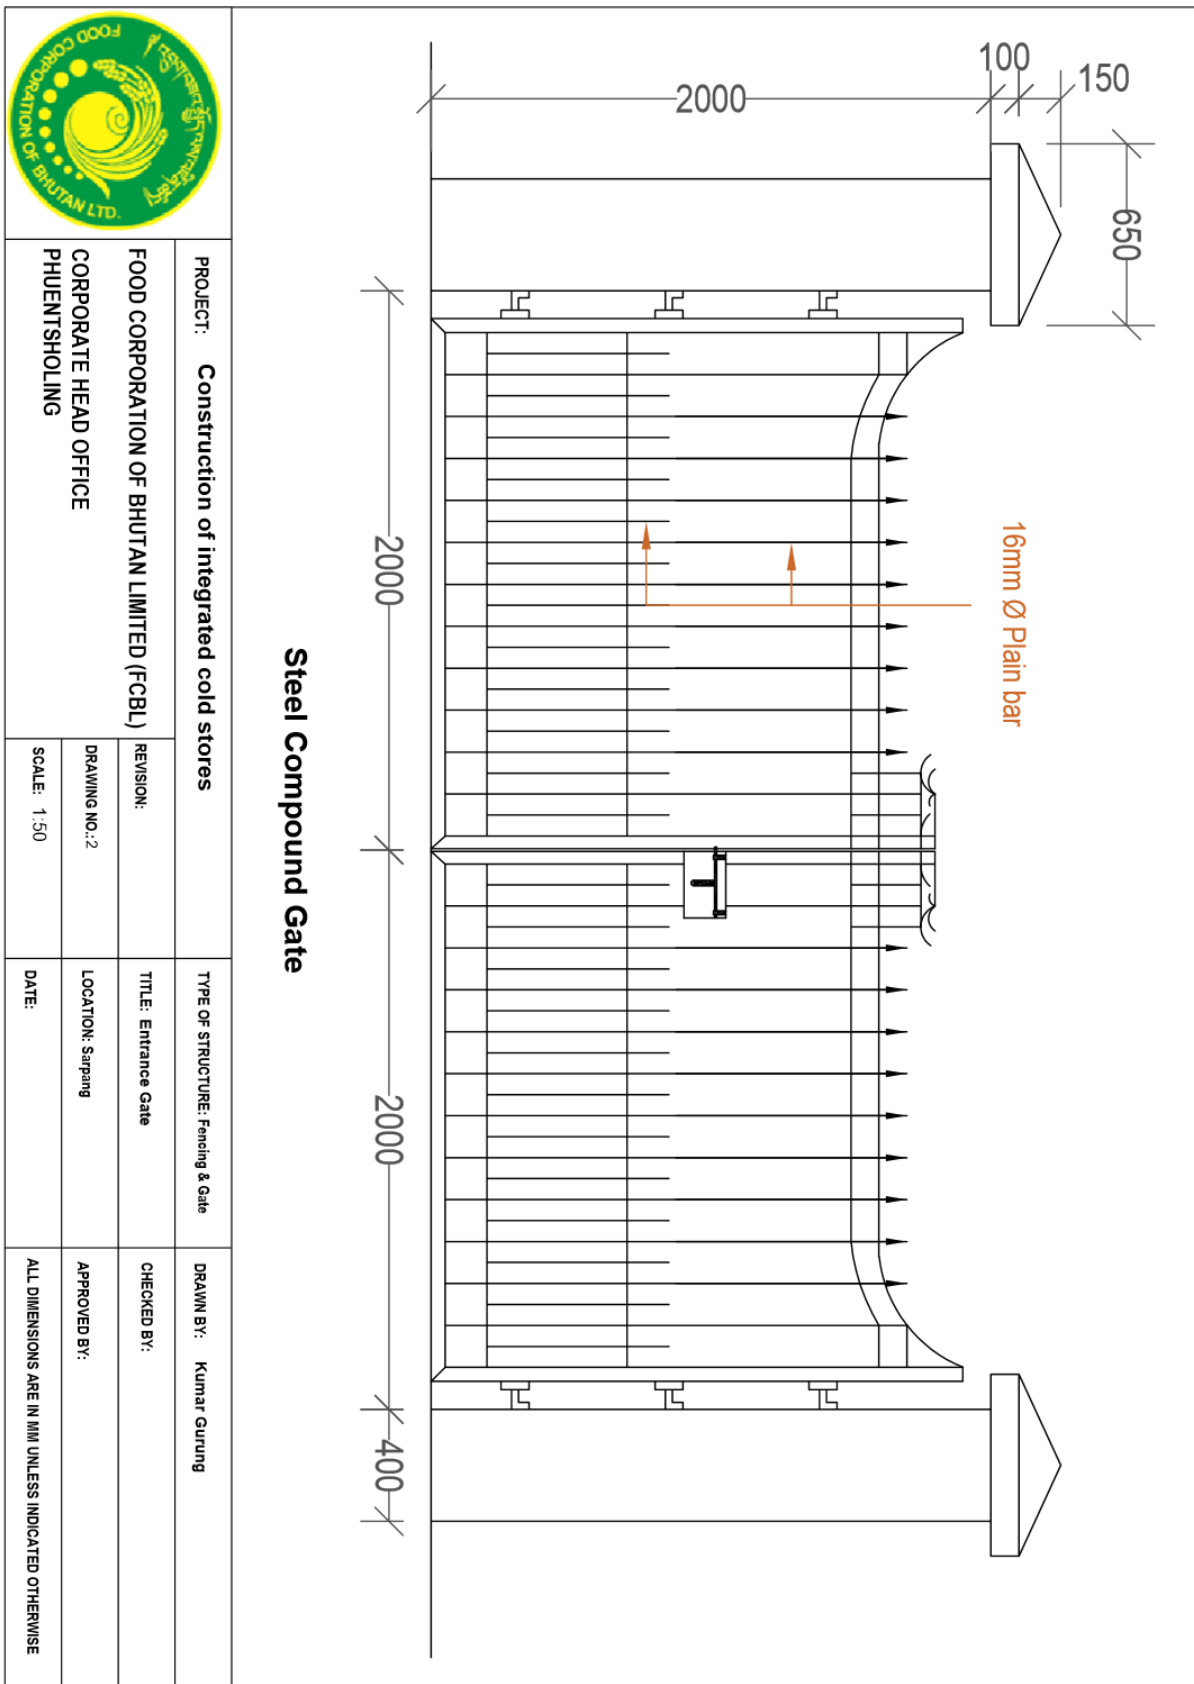 100
150
2000
650
16mm Ø Plain bar
2000
2000
400
Steel Compound Gate
FOOD CORPORATION OF BHUTAN LTD.
PROJECT: Construction of integrated cold stores
FOOD CORPORATION OF BHUTAN LIMITED (FCBL)
CORPORATE HEAD OFFICE
PHUENTSHOLING
REVISION:
DRAWING NO.:2
SCALE: 1:50
TYPE OF STRUCTURE: Fencing & Gate
TITLE: Entrance Gate
LOCATION: Sarpang
DATE:
DRAWN BY: Kumar Gurung
CHECKED BY:
APPROVED BY:
ALL DIMENSIONS ARE IN MM UNLESS INDICATED OTHERWISE